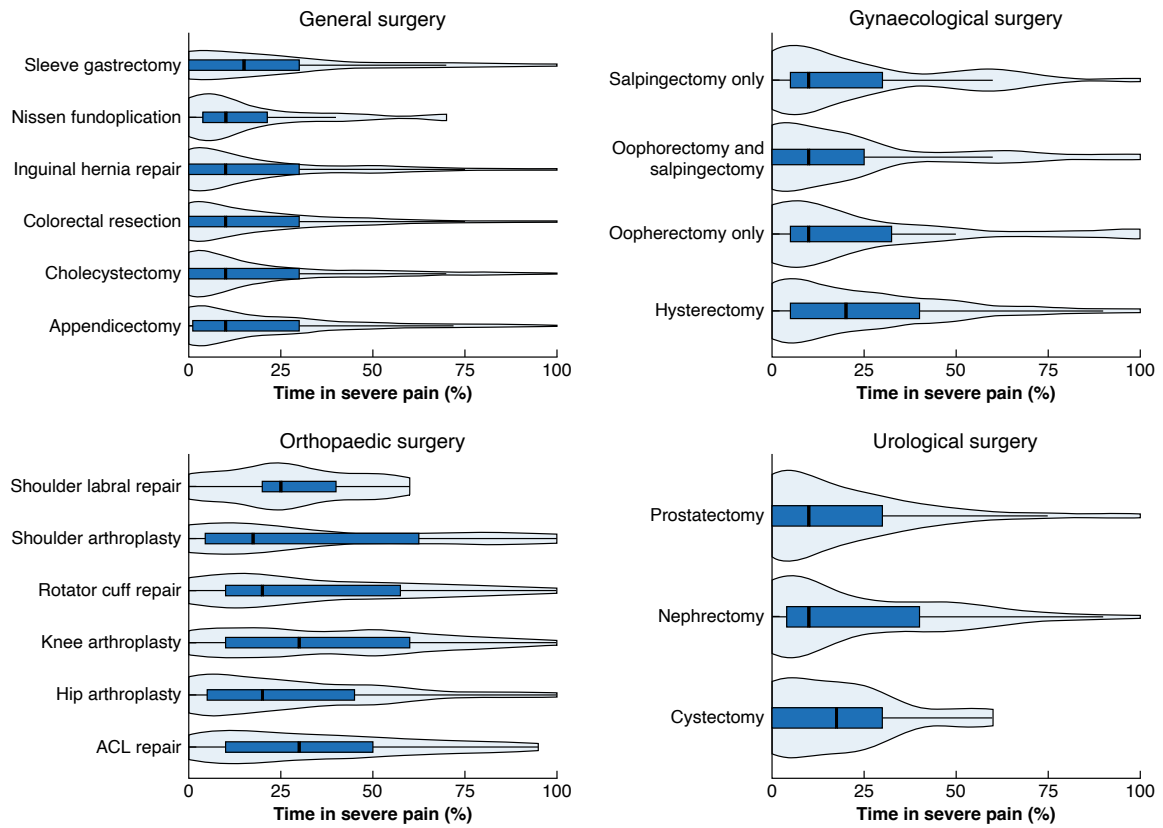 General surgery
Sleeve gastrectomy
Nissen fundoplication
Inguinal hernia repair
Colorectal resection
Cholecystectomy
Appendicectomy
0 25 50 75 100
Time in severe pain (%)
Gynaecological surgery
Salpingectomy only
Oophorectomy and
salpingectomy
Oopherectomy only
Hysterectomy
0 25 50 75 100
Time in severe pain (%)
Orthopaedic surgery
Shoulder labral repair
Shoulder arthroplasty
Rotator cuff repair
Knee arthroplasty
Hip arthroplasty
ACL repair
0 25 50 75 100
Time in severe pain (%)
Urological surgery
Prostatectomy
Nephrectomy
Cystectomy
0 25 50 75 100
Time in severe pain (%)